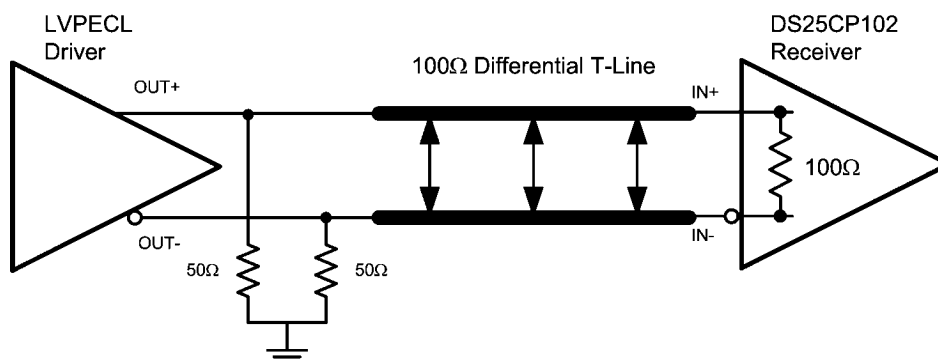 LVPECL
Driver
DS25CP102
Receiver
100Ω Differential T-Line
OUT+
IN+
100Ω
OUT-
IN-
50Ω
50Ω